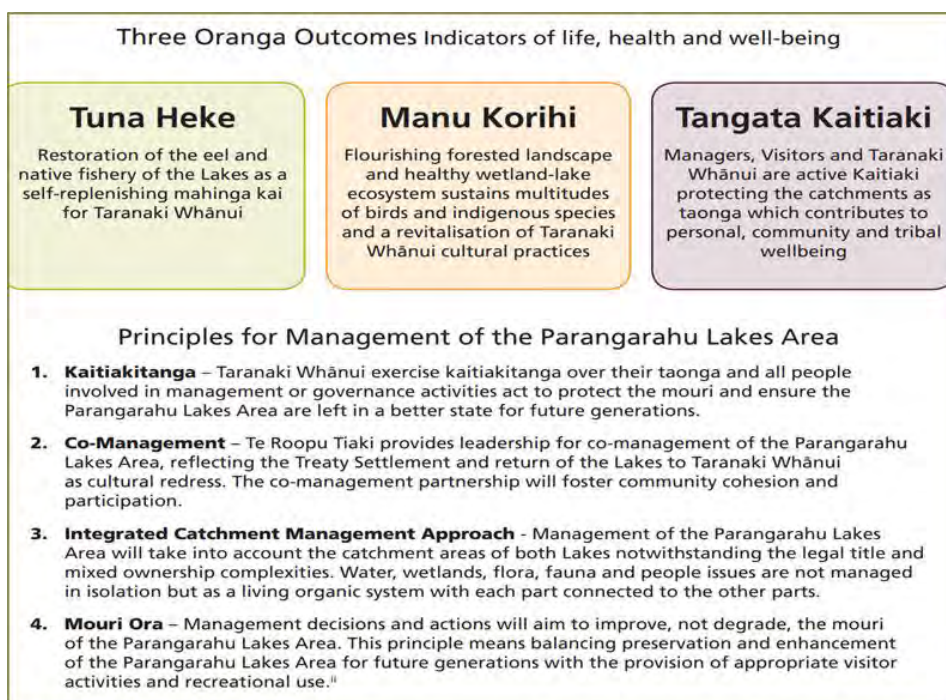 Three Oranga Outcomes Indicators of life, health and well-being
Tuna Heke
Restoration of the eel and
native fishery of the Lakes as a
self-replenishing mahinga kai
for Taranaki Whānui
Manu Korihi
Flourishing forested landscape
and healthy wetland-lake
ecosystem sustains multitudes
of birds and indigenous species
and a revitalisation of Taranaki
Whānui cultural practices
Tangata Kaitiaki
Managers, Visitors and Taranaki
Whānui are active Kaitiaki
protecting the catchments as
taonga which contributes to
personal, community and tribal
wellbeing
Principles for Management of the Parangarahu Lakes Area
1. Kaitiakitanga – Taranaki Whānui exercise kaitiakitanga over their taonga and all people
involved in management or governance activities act to protect the mouri and ensure the
Parangarahu Lakes Area are left in a better state for future generations.
2. Co-Management – Te Roopu Tiaki provides leadership for co-management of the Parangarahu
Lakes Area, reflecting the Treaty Settlement and return of the Lakes to Taranaki Whānui
as cultural redress. The co-management partnership will foster community cohesion and
participation.
3. Integrated Catchment Management Approach - Management of the Parangarahu Lakes
Area will take into account the catchment areas of both Lakes notwithstanding the legal title and
mixed ownership complexities. Water, wetlands, flora, fauna and people issues are not managed
in isolation but as a living organic system with each part connected to the other parts.
4. Mouri Ora – Management decisions and actions will aim to improve, not degrade, the mouri
of the Parangarahu Lakes Area. This principle means balancing preservation and enhancement
of the Parangarahu Lakes Area for future generations with the provision of appropriate visitor
activities and recreational use.ii